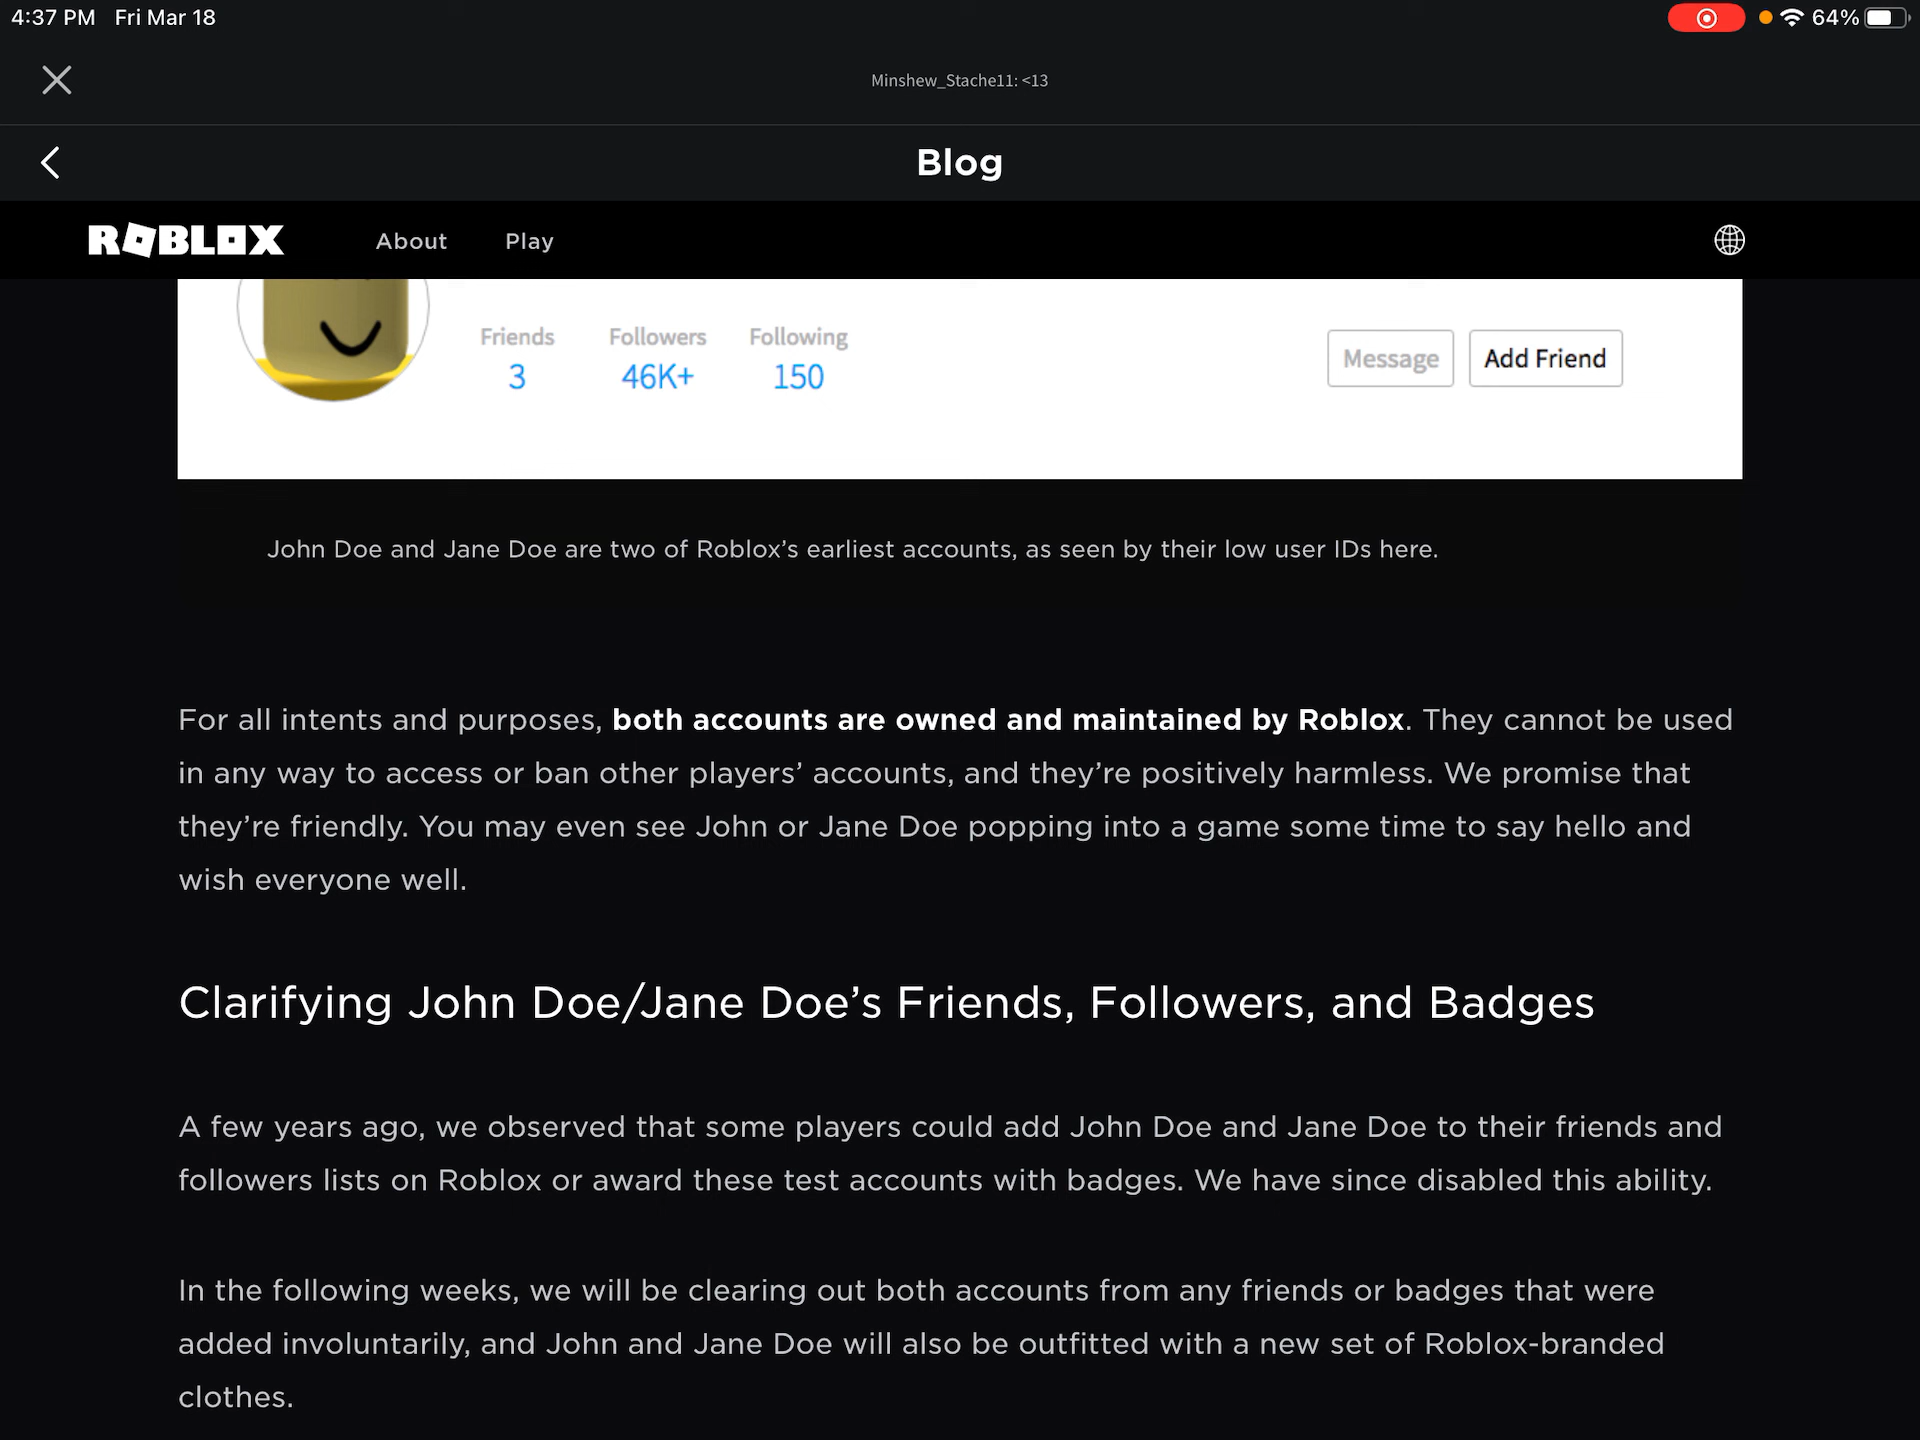 4:37 PM Fri Mar 18
64%
Minshew_Stache11: <13
Blog
ROBLOX About Play
Friends Followers Following
3 46K+ 150
Message Add Friend
John Doe and Jane Doe are two of Roblox’s earliest accounts, as seen by their low user IDs here.
For all intents and purposes, both accounts are owned and maintained by Roblox. They cannot be used
in any way to access or ban other players’ accounts, and they’re positively harmless. We promise that
they’re friendly. You may even see John or Jane Doe popping into a game some time to say hello and
wish everyone well.
Clarifying John Doe/Jane Doe’s Friends, Followers, and Badges
A few years ago, we observed that some players could add John Doe and Jane Doe to their friends and
followers lists on Roblox or award these test accounts with badges. We have since disabled this ability.
In the following weeks, we will be clearing out both accounts from any friends or badges that were
added involuntarily, and John and Jane Doe will also be outfitted with a new set of Roblox-branded
clothes.